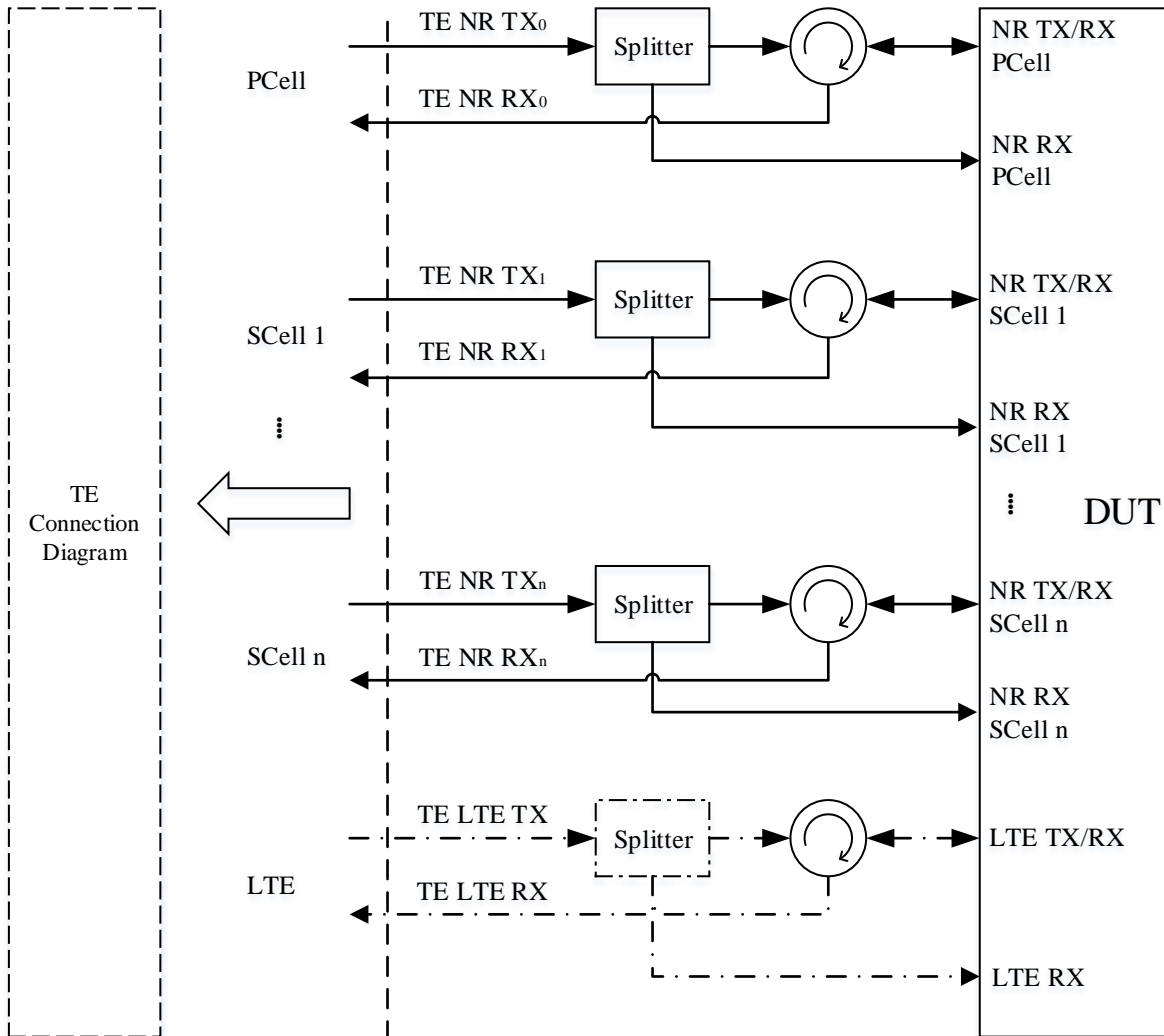 TE NR TX0
Splitter
NR TX/RX
PCell
PCell
TE NR RX0
NR RX
PCell
TE NR TX1
Splitter
NR TX/RX
SCell 1
SCell 1
TE NR RX1
NR RX
SCell 1
TE
Connection
Diagram
DUT
TE NR TXn
Splitter
NR TX/RX
SCell n
SCell n
TE NR RXn
NR RX
SCell n
TE LTE TX
Splitter
LTE TX/RX
LTE
TE LTE RX
LTE RX